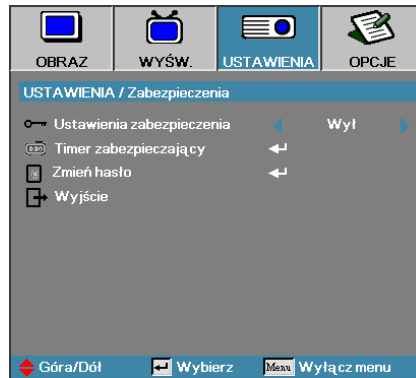 OBRAZ WYŚW. USTAWIENIA OPCJE
USTAWIENIA / Zabezpieczenia
Ustawienia zabezpieczenia Wył
Timer zabezpieczający
Zmień hasło
Wyjście
Góra/Dół Wybierz Menu Wyłącz menu